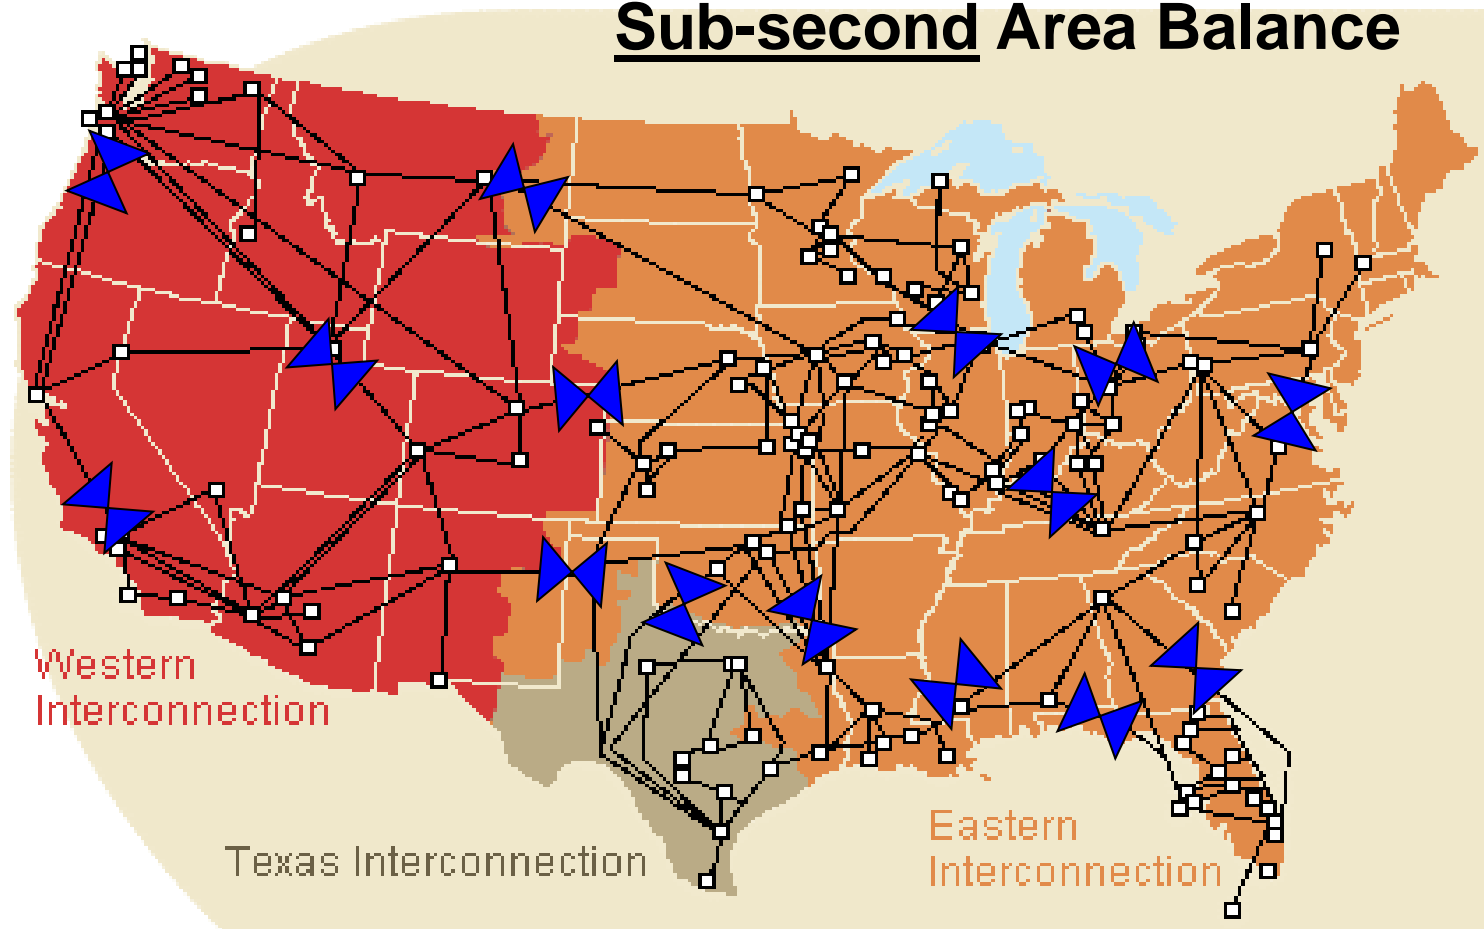 Sub-second Area Balance
Western
Interconnection
Texas Interconnection
Eastern
Interconnection